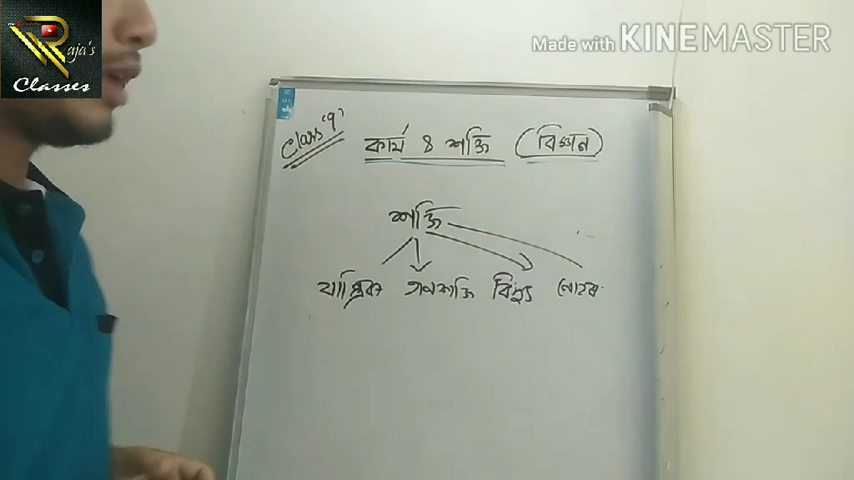 Raja's
Classes
Made with KINEMASTER
Class '9'
কার্য ও শক্তি (বিজ্ঞান)
শক্তি
যান্ত্রিক তাপশক্তি বিদ্যুৎ